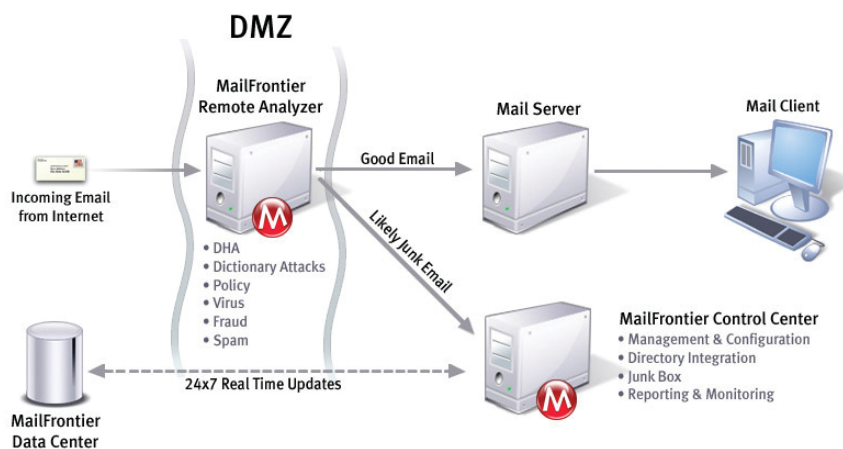 DMZ
MailFrontier
Remote Analyzer
Mail Server
Mail Client
Good Email
Incoming Email
from Internet
Likely Junk Email
• DHA
• Dictionary Attacks
• Policy
• Virus
• Fraud
• Spam
M
MailFrontier Control Center
• Management & Configuration
• Directory Integration
• Junk Box
• Reporting & Monitoring
M
24x7 Real Time Updates
MailFrontier
Data Center